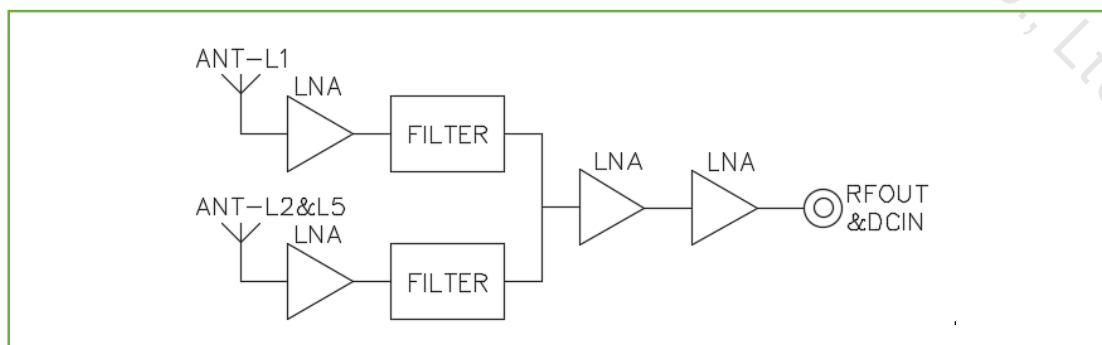 ANT-L1
LNA
FILTER
LNA
LNA
RFOUT
&DCIN
ANT-L2&L5
LNA
FILTER